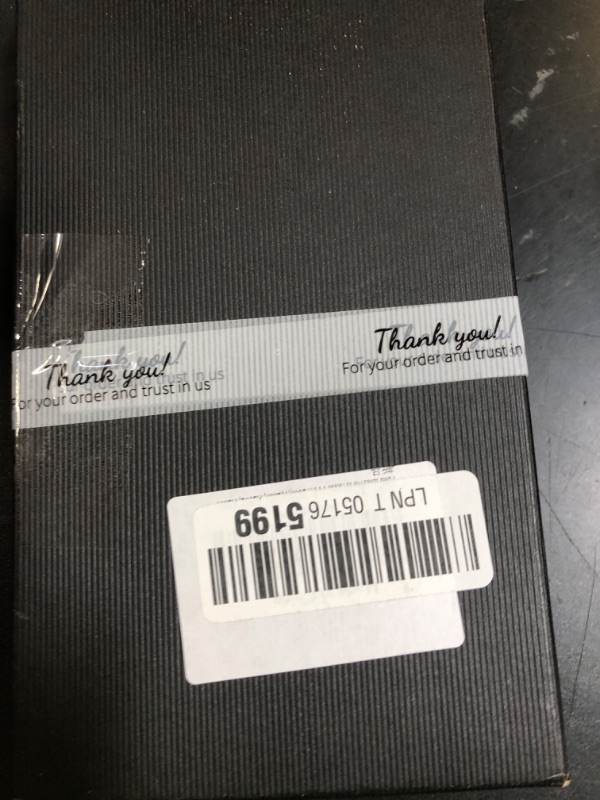 Thank you!
For your order and trust in us
Thank you!
For your order and trust in
LPN T 05176 5199